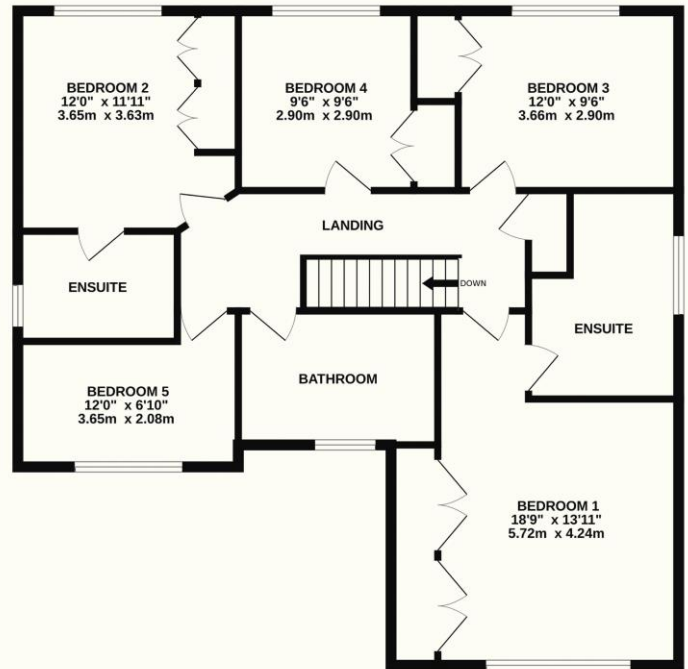 BEDROOM 2
12'0" x 11'11"
3.65m x 3.63m
BEDROOM 4
9'6" x 9'6"
2.90m x 2.90m
BEDROOM 3
12'0" x 9'6"
3.66m x 2.90m
LANDING
ENSUITE
DOWN
ENSUITE
BATHROOM
BEDROOM 5
12'0" x 6'10"
3.65m x 2.08m
BEDROOM 1
18'9" x 13'11"
5.72m x 4.24m